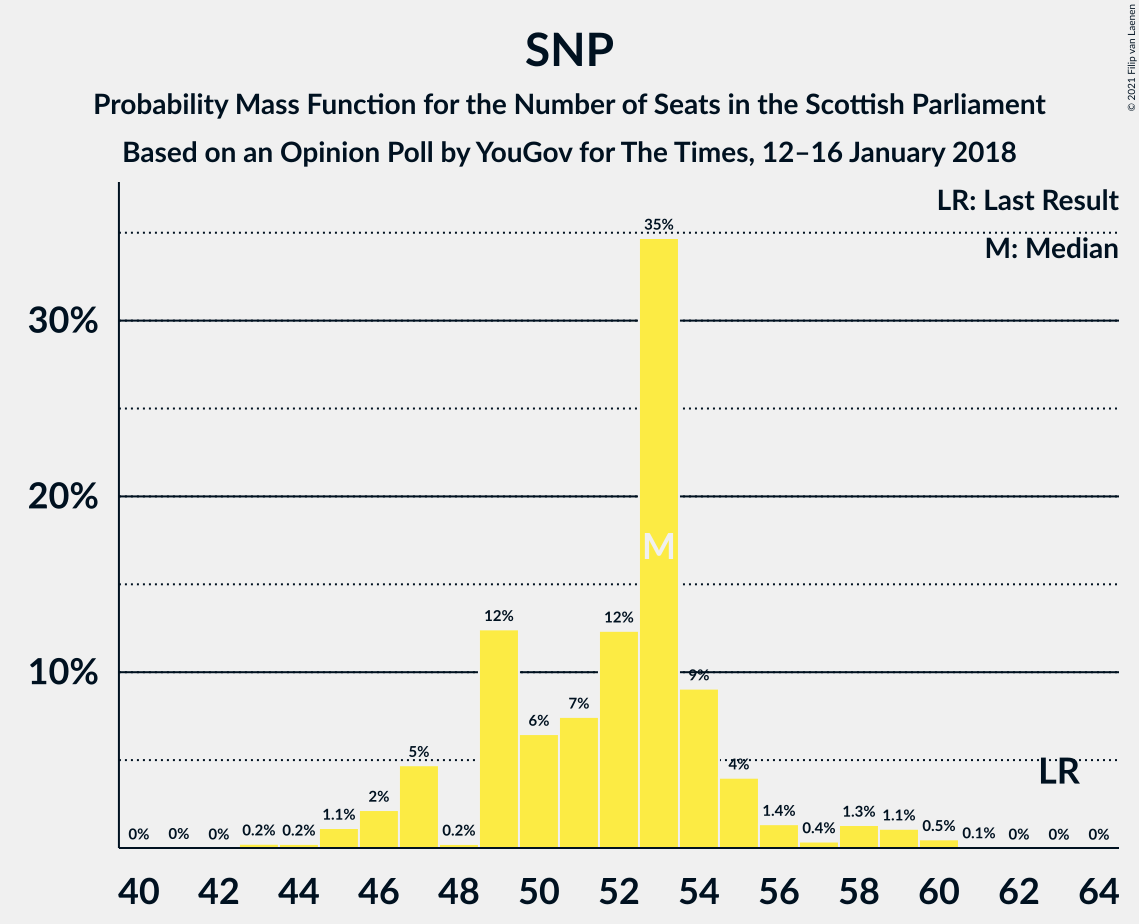 SNP
Probability Mass Function for the Number of Seats in the Scottish Parliament
Based on an Opinion Poll by YouGov for The Times, 12–16 January 2018
© 2021 Filip van Laenen
LR: Last Result
M: Median
30%
20%
10%
0% 0% 0% 0.2% 0.2% 1.1% 2% 5% 0.2% 12% 6% 7% 12% 35% 9% 4% 1.4% 0.4% 1.3% 1.1% 0.5% 0.1% 0% 0% 0%
M
LR
40 42 44 46 48 50 52 54 56 58 60 62 64